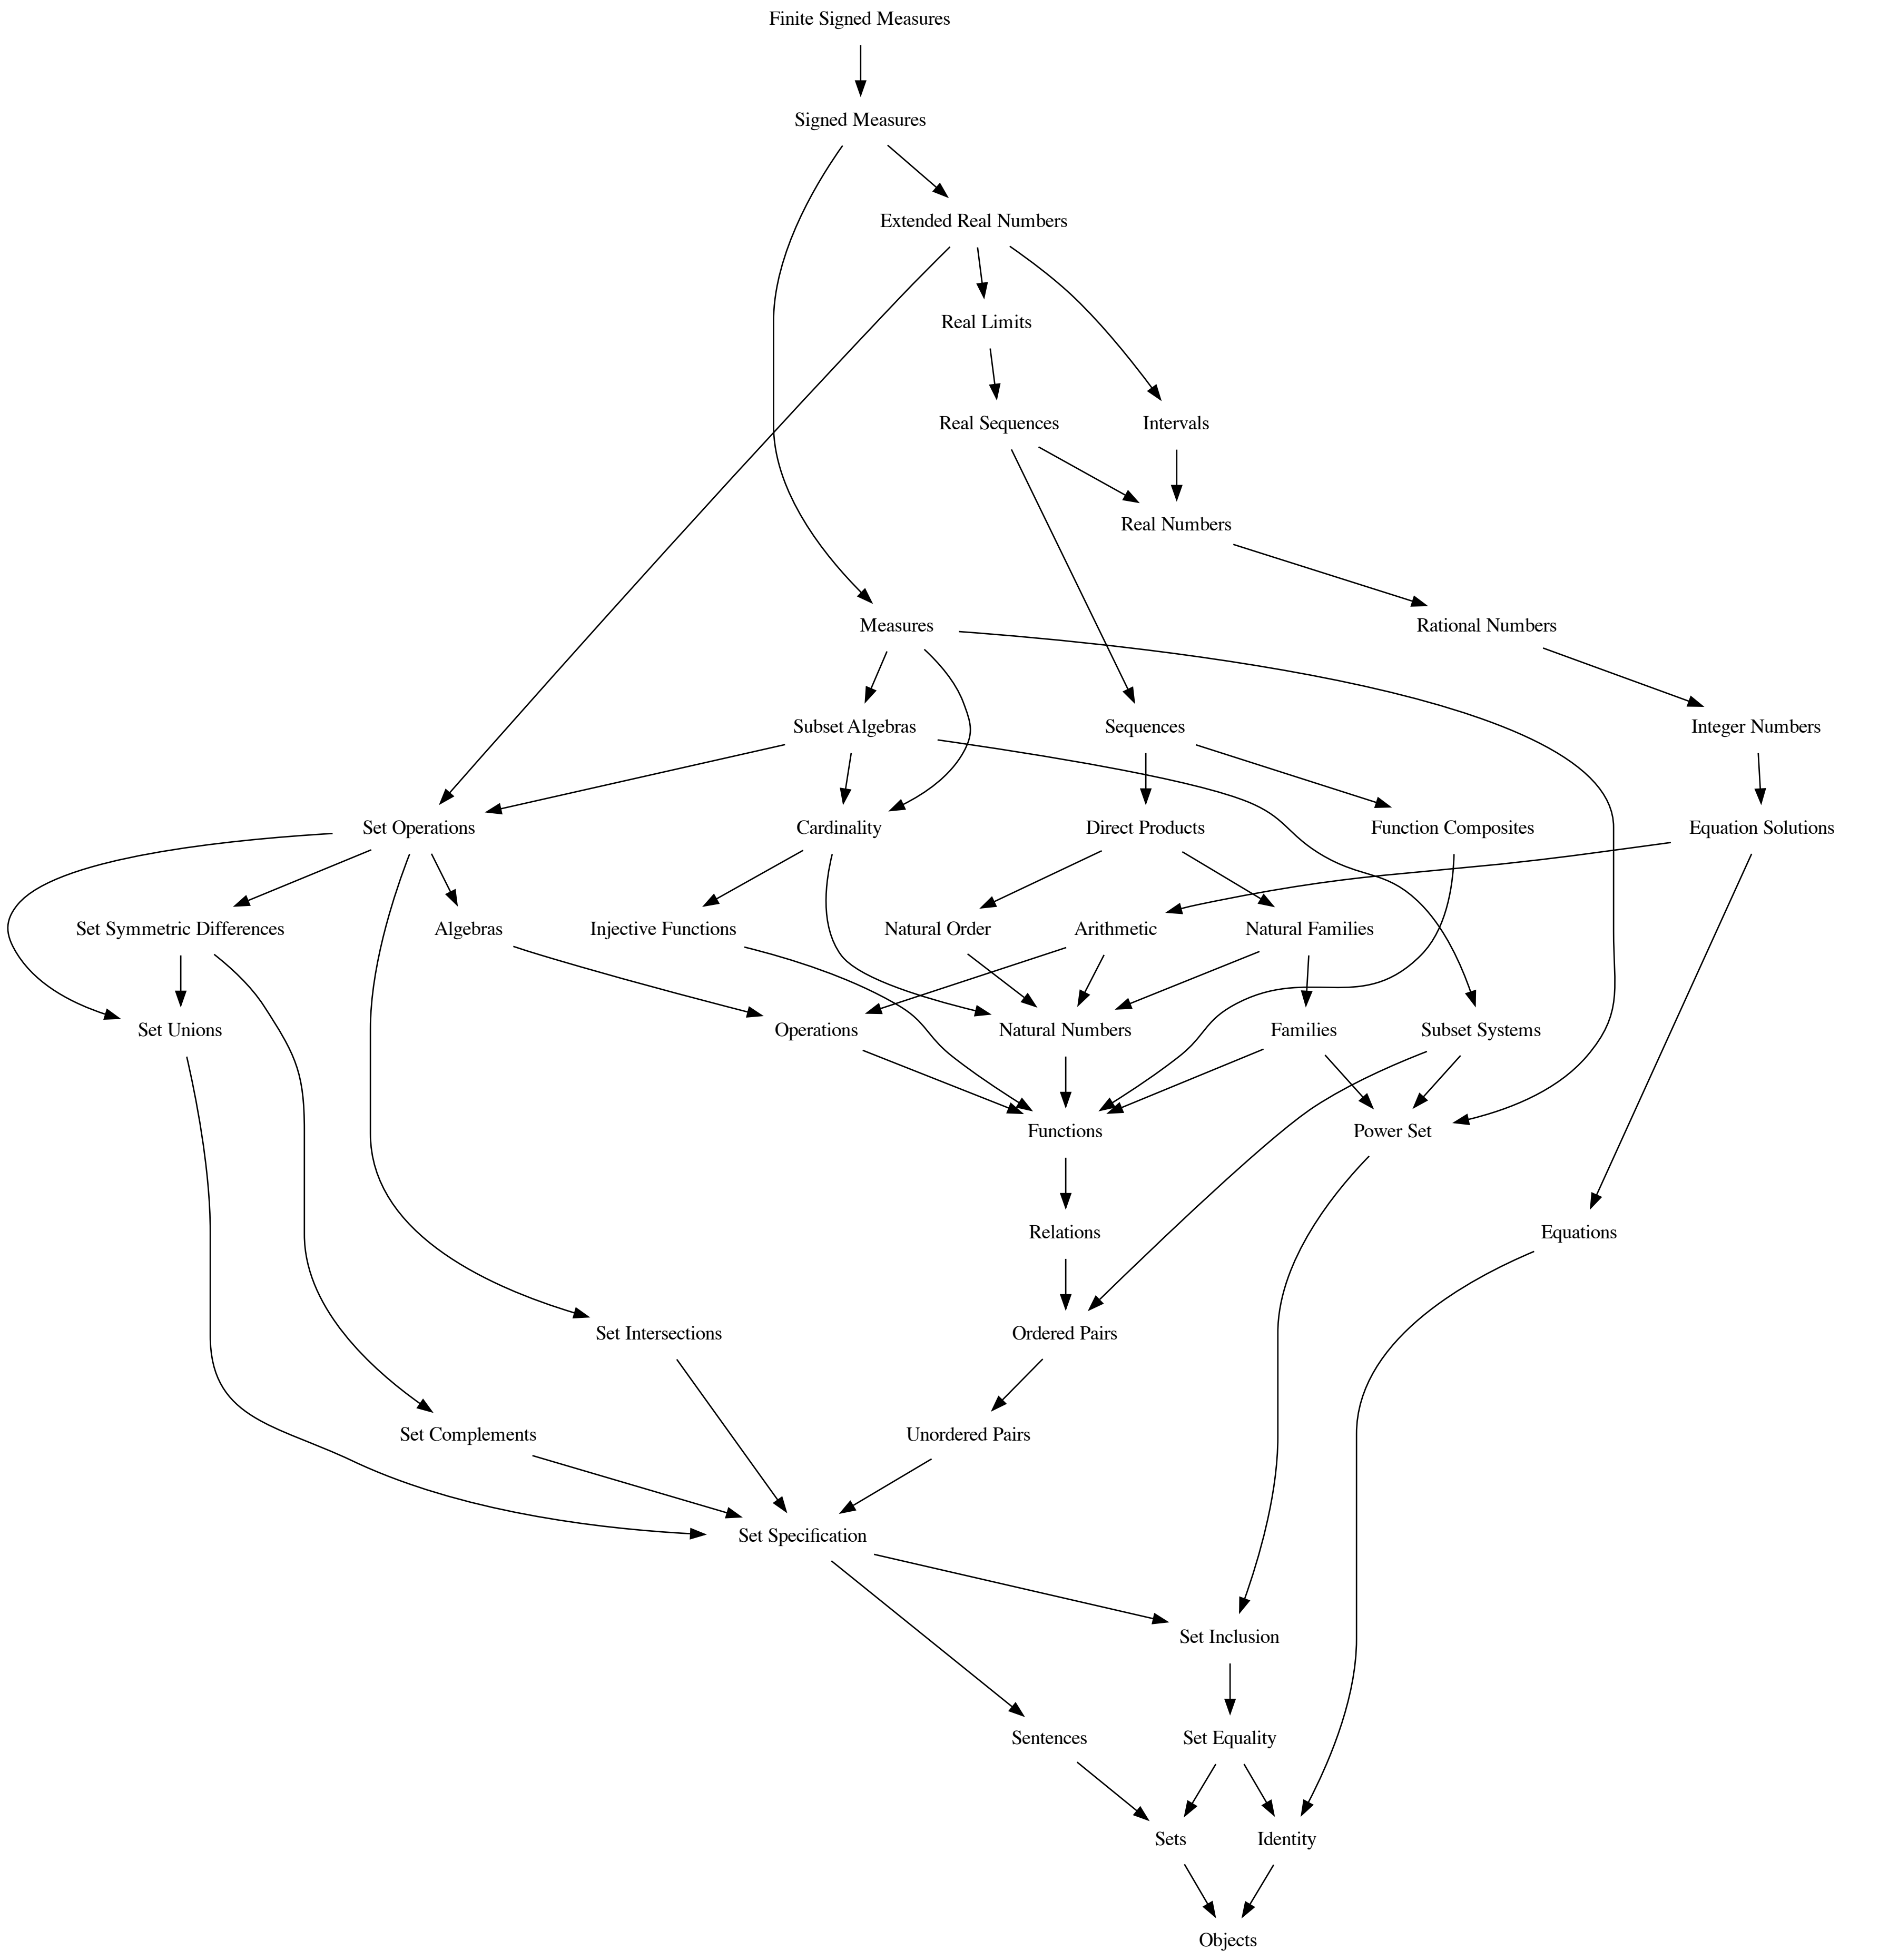 Finite Signed Measures
Signed Measures
Extended Real Numbers
Real Limits
Real Sequences
Intervals
Real Numbers
Measures
Rational Numbers
Subset Algebras
Sequences
Integer Numbers
Set Operations
Cardinality
Direct Products
Function Composites
Equation Solutions
Set Symmetric Differences
Algebras
Injective Functions
Natural Order
Arithmetic
Natural Families
Set Unions
Operations
Natural Numbers
Families
Subset Systems
Functions
Power Set
Relations
Equations
Set Intersections
Ordered Pairs
Set Complements
Unordered Pairs
Set Specification
Set Inclusion
Sentences
Set Equality
Sets
Identity
Objects